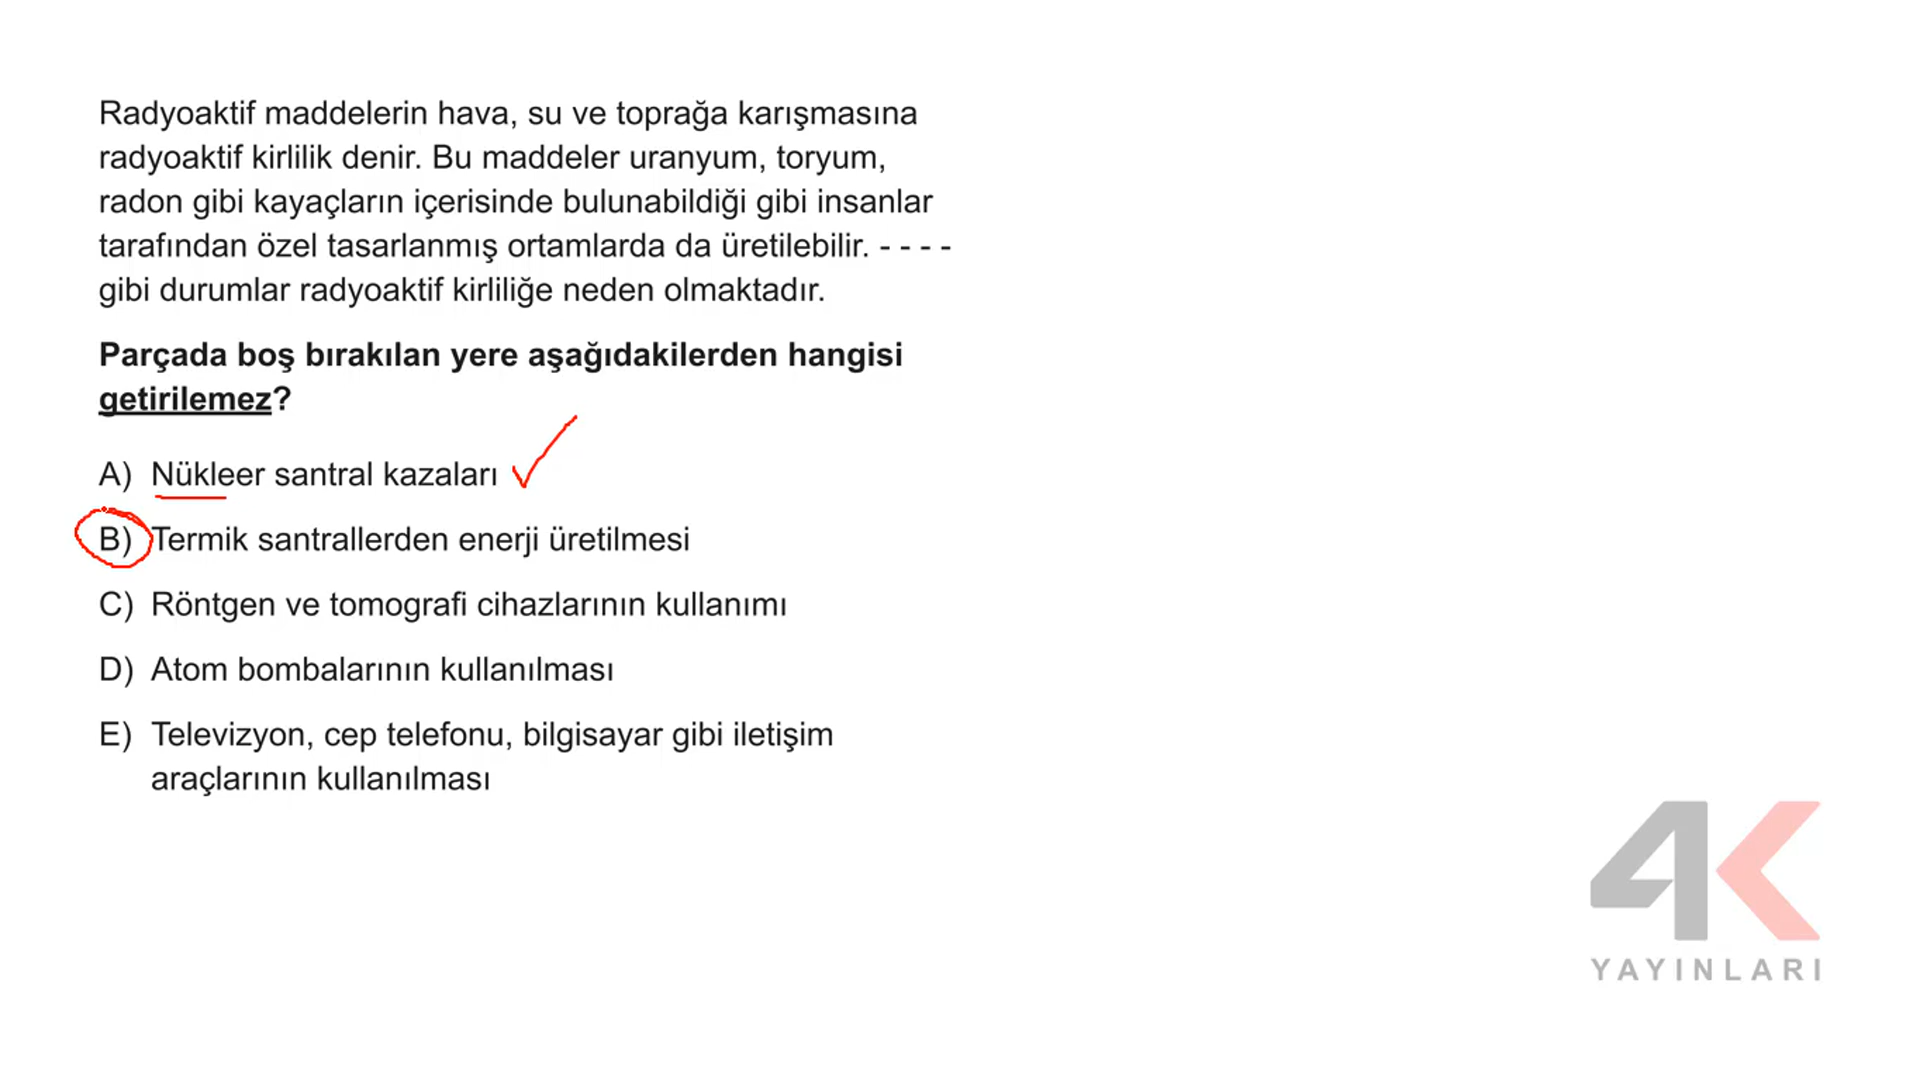 Radyoaktif maddelerin hava, su ve toprağa karışmasına
radyoaktif kirlilik denir. Bu maddeler uranyum, toryum,
radon gibi kayaçların içerisinde bulunabildiği gibi insanlar
tarafından özel tasarlanmış ortamlarda da üretilebilir. - - - -
gibi durumlar radyoaktif kirliliğe neden olmaktadır.
Parçada boş bırakılan yere aşağıdakilerden hangisi
getirilemez?
A) Nükleer santral kazaları
B) Termik santrallerden enerji üretilmesi
C) Röntgen ve tomografi cihazlarının kullanımı
D) Atom bombalarının kullanılması
E) Televizyon, cep telefonu, bilgisayar gibi iletişim
araçlarının kullanılması
4K
YAYINLARI